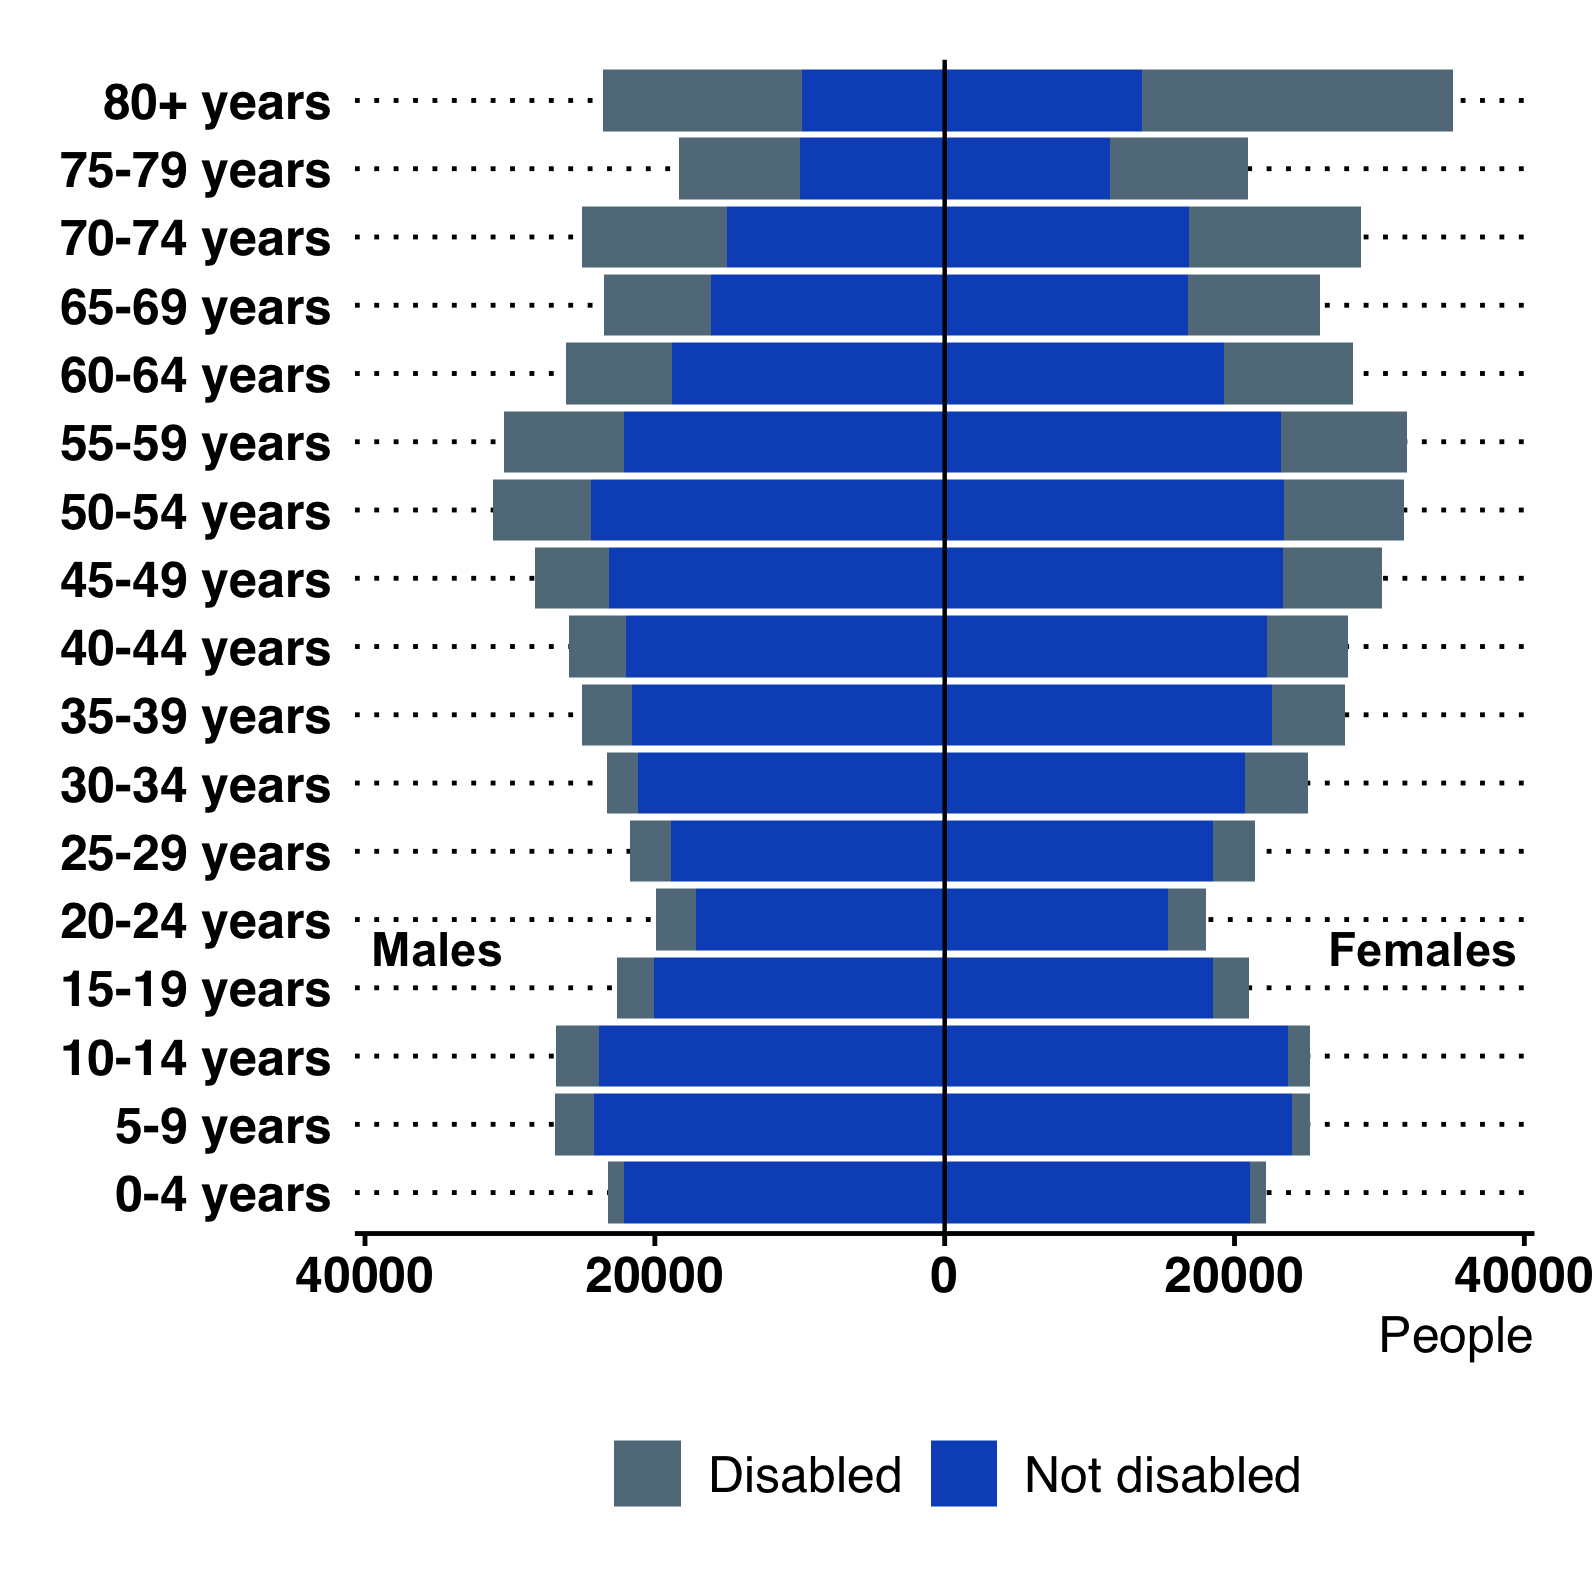 80+ years
75-79 years
70-74 years
65-69 years
60-64 years
55-59 years
50-54 years
45-49 years
40-44 years
35-39 years
30-34 years
25-29 years
20-24 years
Males Females
15-19 years
10-14 years
5-9 years
0-4 years
40000 20000 0 20000 40000
People
Disabled Not disabled